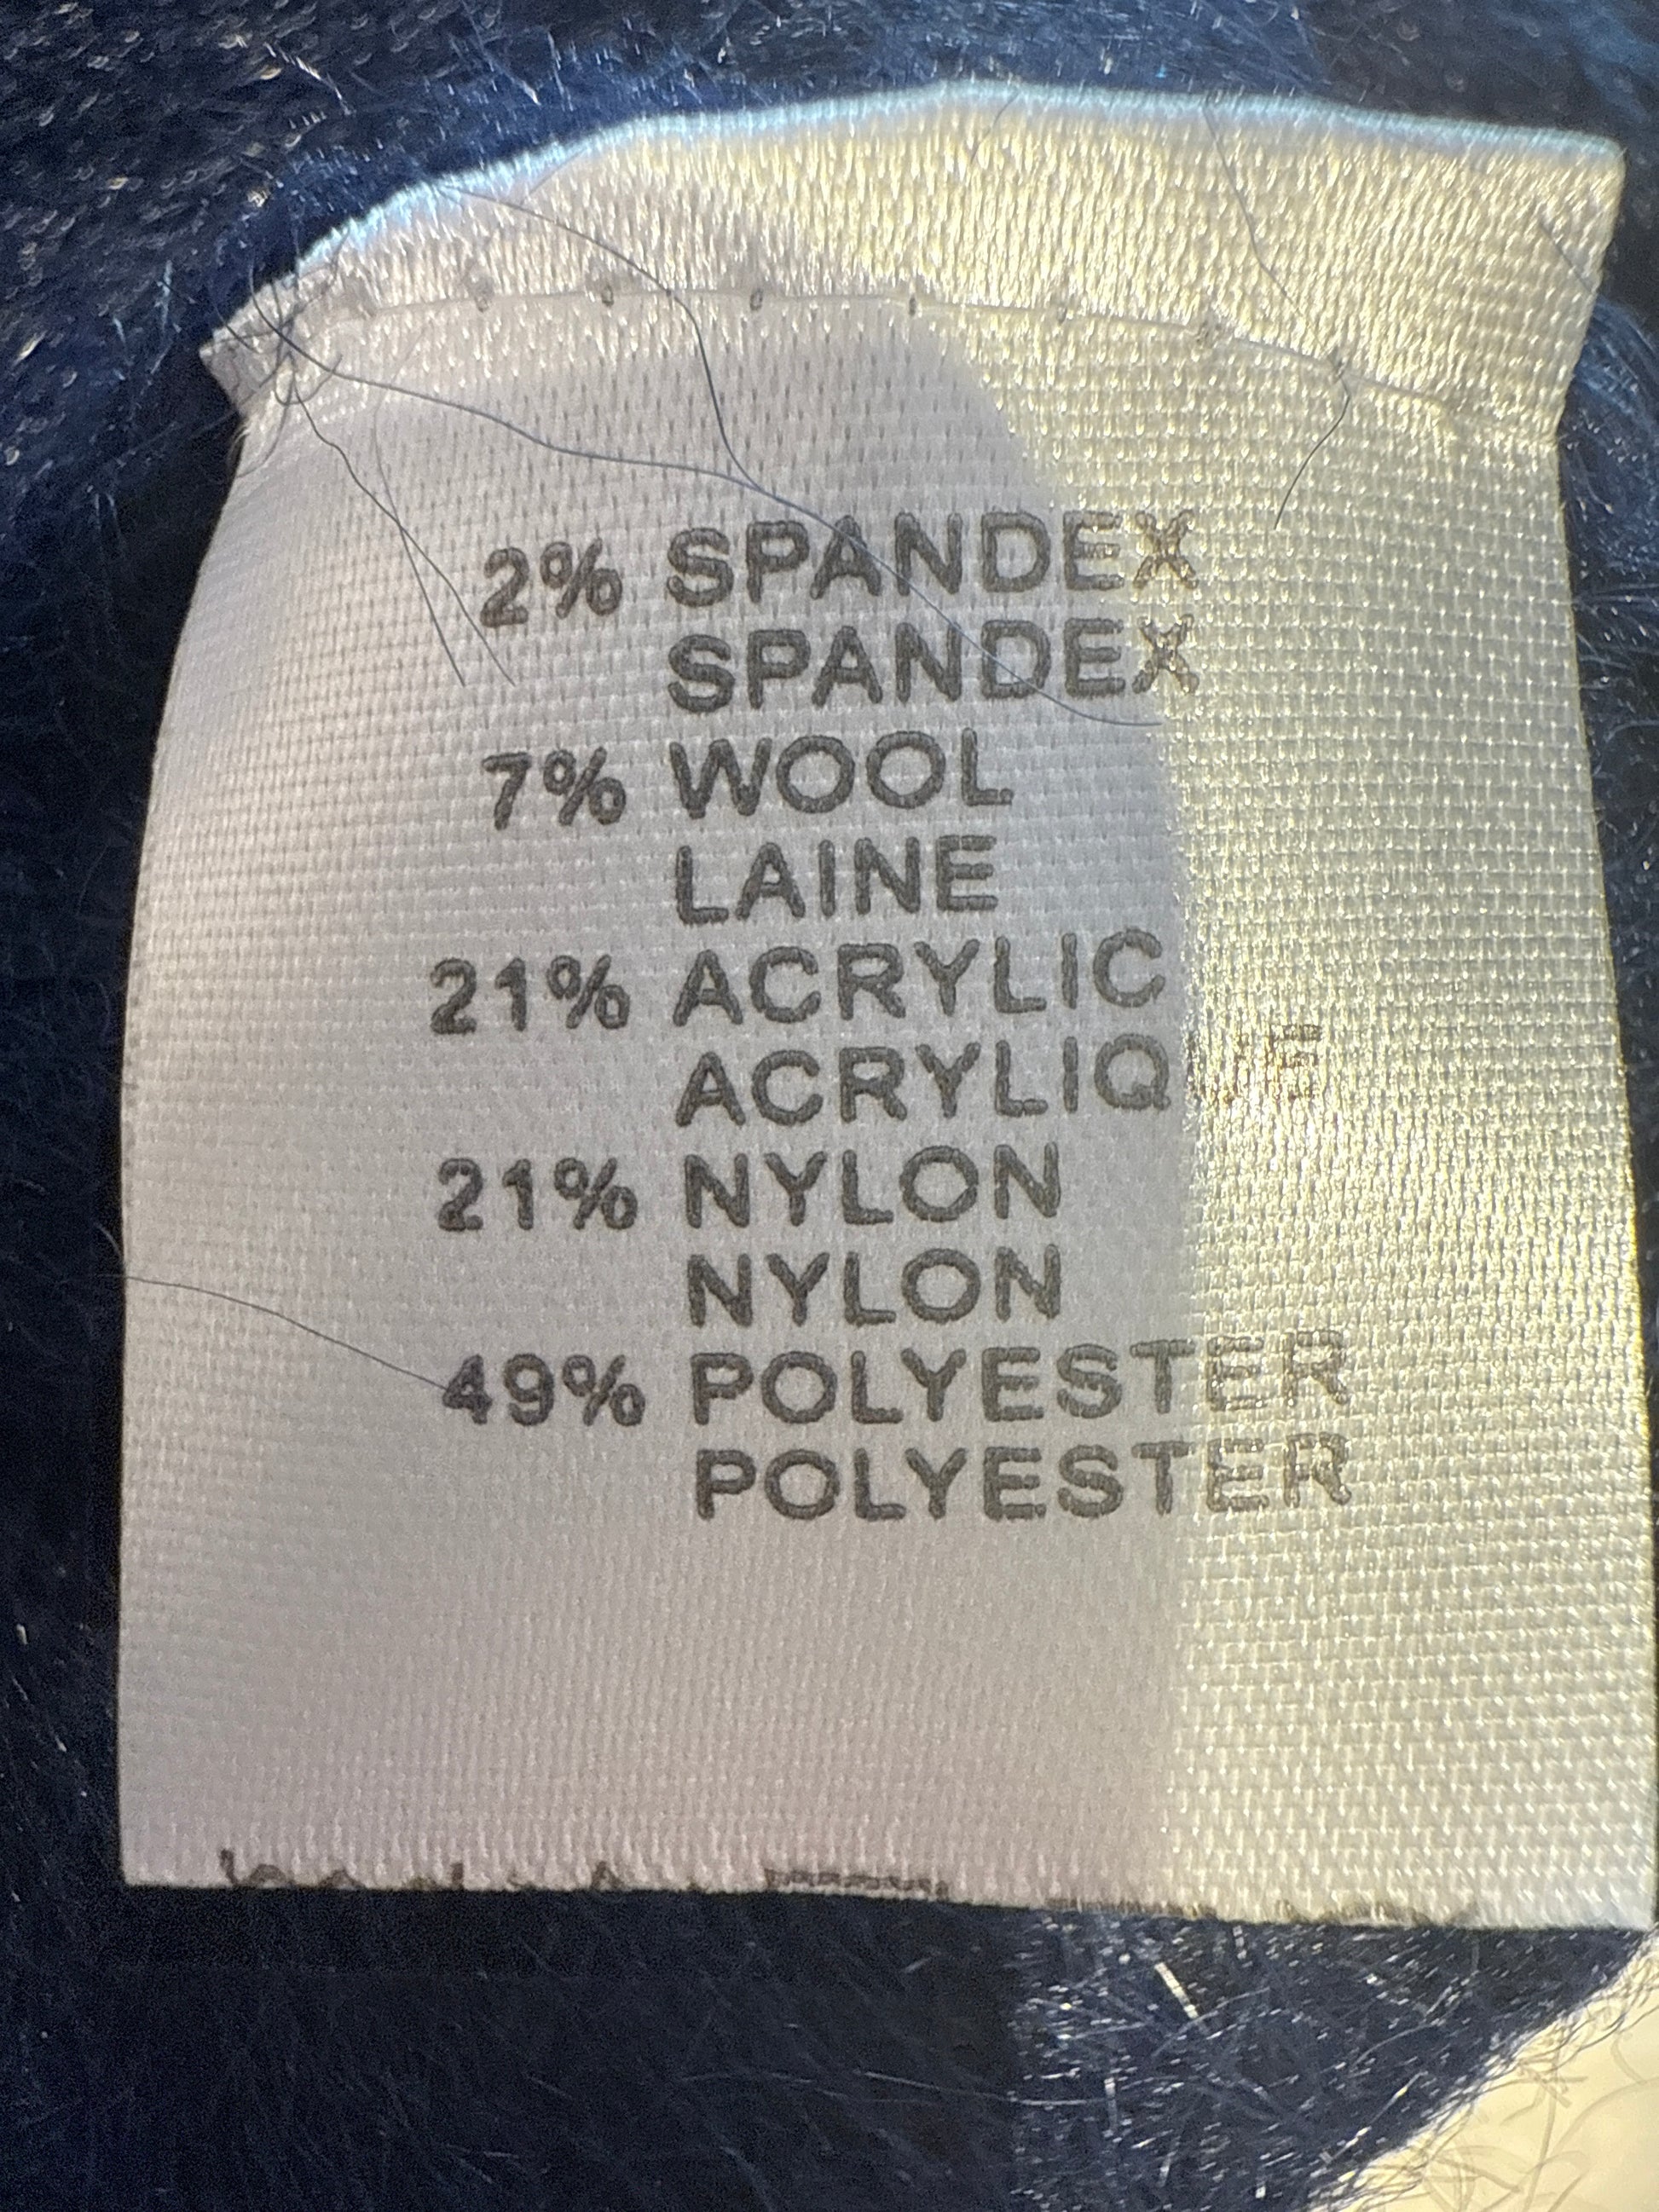 2% SPANDEX
SPANDEX
7% WOOL
LAINE
21% ACRYLIC
ACRYLIQUE
21% NYLON
NYLON
49% POLYESTER
POLYESTER